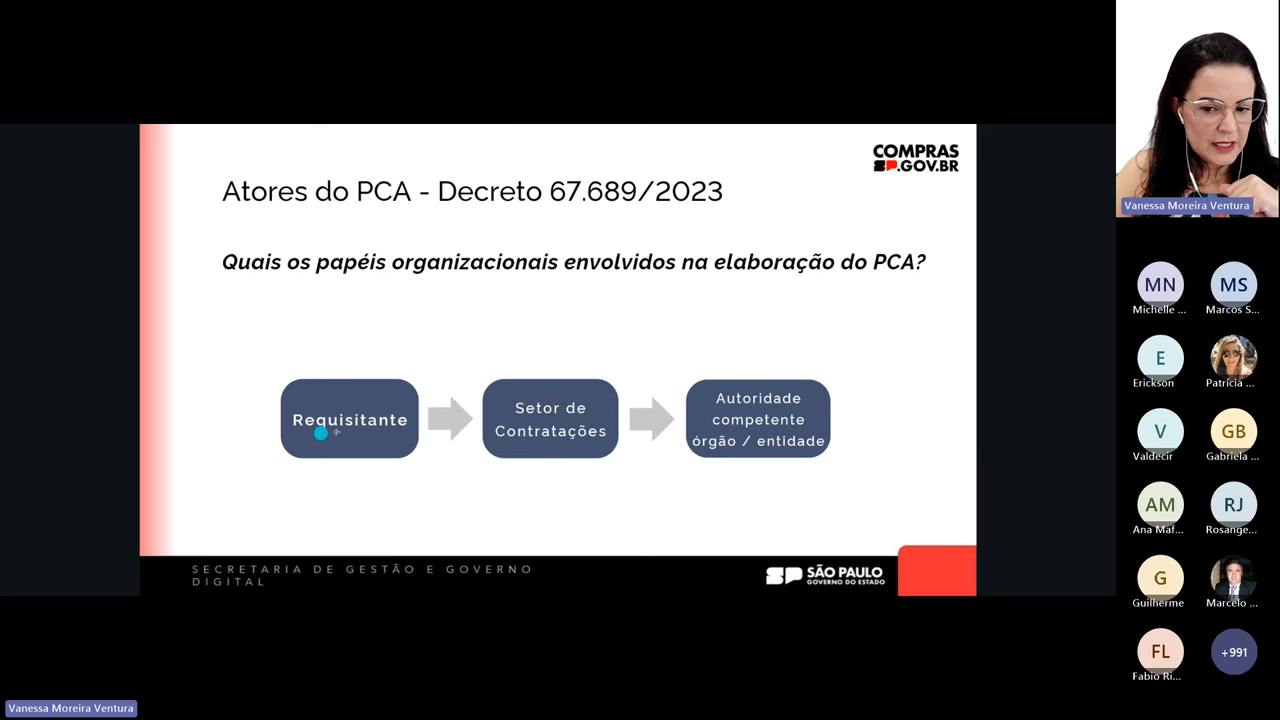 COMPRAS
SP.GOV.BR
Atores do PCA - Decreto 67.689/2023
Quais os papéis organizacionais envolvidos na elaboração do PCA?
Requisitante
Setor de
Contratações
Autoridade
competente
órgão / entidade
SECRETARIA DE GESTÃO E GOVERNO
DIGITAL
SP SÃO PAULO
GOVERNO DO ESTADO
Vanessa Moreira Ventura
MN
Michelle ...
MS
Marcos S...
E
Erickson
Patrícia ...
V
Valdecir
GB
Gabriela ...
AM
Ana Maf...
RJ
Rosange...
G
Guilherme
Marcelo ...
FL
Fabio Ri...
+991
Vanessa Moreira Ventura